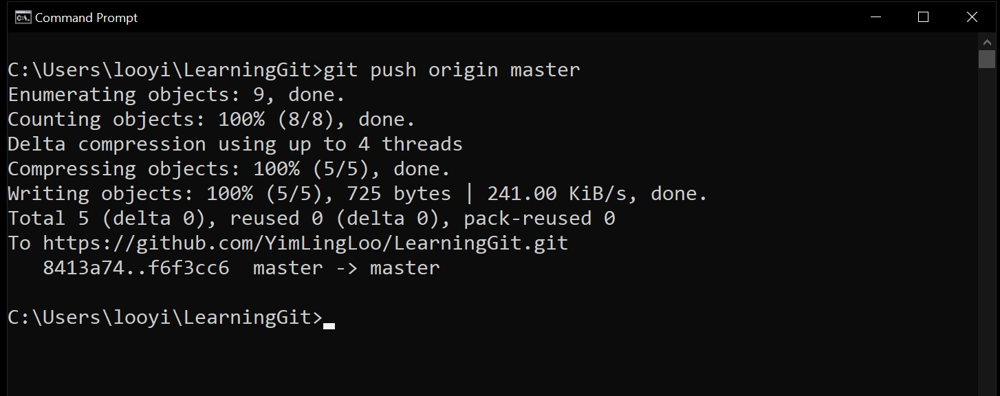 Command Prompt
C:\Users\looyi\LearningGit>git push origin master
Enumerating objects: 9, done.
Counting objects: 100% (8/8), done.
Delta compression using up to 4 threads
Compressing objects: 100% (5/5), done.
Writing objects: 100% (5/5), 725 bytes | 241.00 KiB/s, done.
Total 5 (delta 0), reused 0 (delta 0), pack-reused 0
To https://github.com/YimLingLoo/LearningGit.git
   8413a74..f6f3cc6  master -> master
C:\Users\looyi\LearningGit>